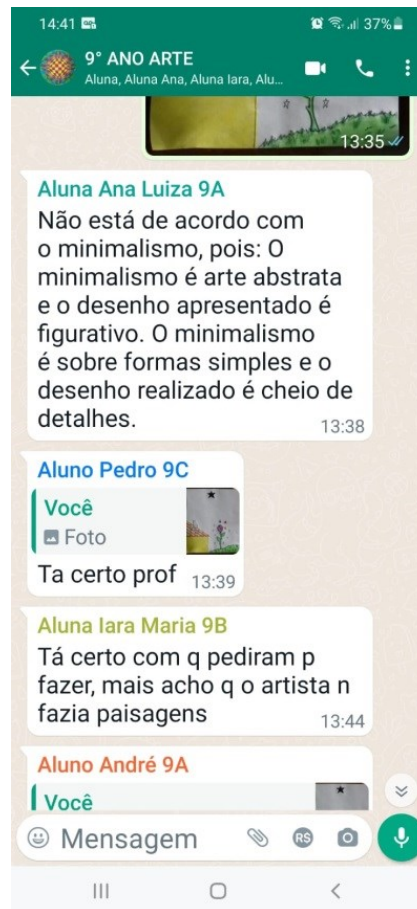 14:41 37%
9° ANO ARTE
Aluna, Aluna Ana, Aluna Iara, Alu...
13:35
Aluna Ana Luiza 9A
Não está de acordo com
o minimalismo, pois: O
minimalismo é arte abstrata
e o desenho apresentado é
figurativo. O minimalismo
é sobre formas simples e o
desenho realizado é cheio de
detalhes. 13:38
Aluno Pedro 9C
Você
Foto
Ta certo prof 13:39
Aluna Iara Maria 9B
Tá certo com q pediram p
fazer, mais acho q o artista n
fazia paisagens 13:44
Aluno André 9A
Você
Mensagem R$